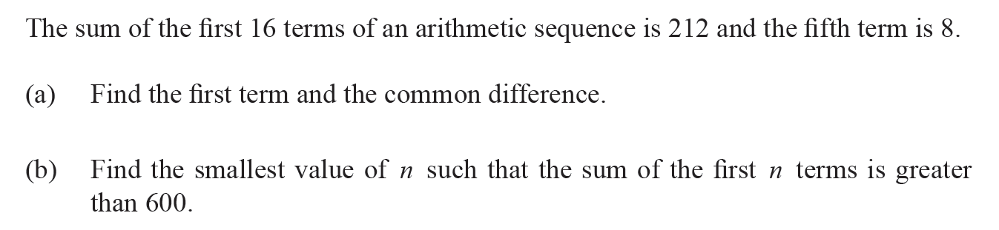 The sum of the first 16 terms of an arithmetic sequence is 212 and the fifth term is 8.
(a) Find the first term and the common difference.
(b) Find the smallest value of n such that the sum of the first n terms is greater
than 600.